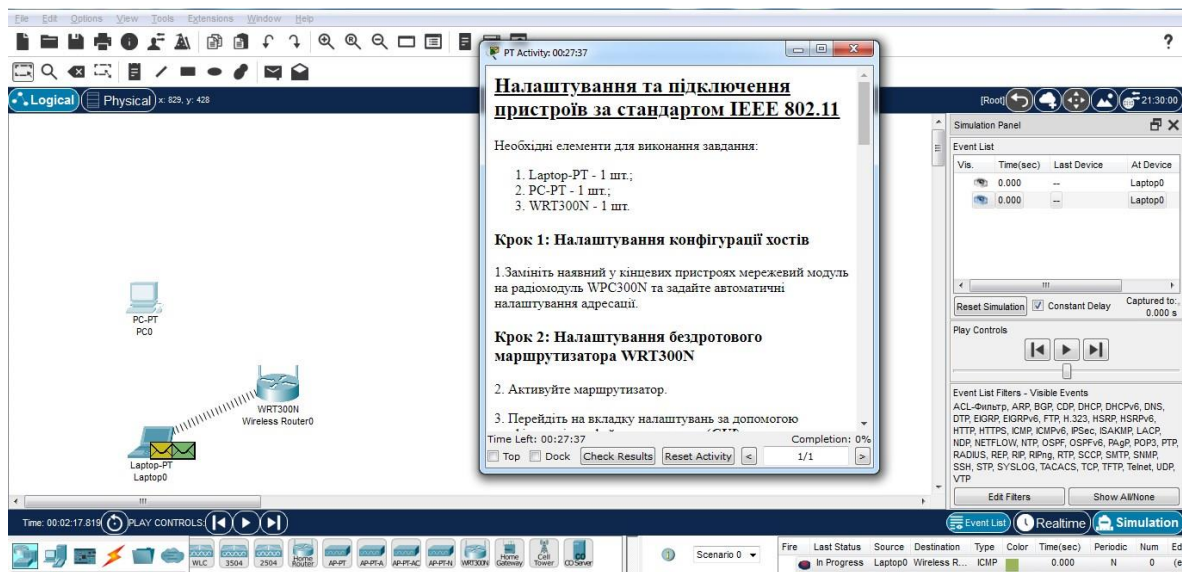 File Edit Options View Tools Extensions Window Help
?
Logical Physical x: 829, y: 428
[Root] 21:30:00
PT Activity: 00:27:37
Налаштування та підключення
пристроїв за стандартом IEEE 802.11
Необхідні елементи для виконання завдання:
1. Laptop-PT - 1 шт.;
2. PC-PT - 1 шт.;
3. WRT300N - 1 шт.
Крок 1: Налаштування конфігурації хостів
1.Замініть наявний у кінцевих пристроях мережевий модуль
на радіомодуль WPC300N та задайте автоматичні
налаштування адресації.
Крок 2: Налаштування бездротового
маршрутизатора WRT300N
2. Активуйте маршрутизатор.
3. Перейдіть на вкладку налаштувань за допомогою
Time Left: 00:27:37 Completion: 0%
Top Dock Check Results Reset Activity < 1/1 >
PC-PT
PC0
WRT300N
Wireless Router0
Laptop-PT
Laptop0
Simulation Panel
Event List
Vis. Time(sec) Last Device At Device
0.000 -- Laptop0
0.000 -- Laptop0
Reset Simulation Constant Delay Captured to:
0.000 s
Play Controls
Event List Filters - Visible Events
ACL-Фильтр, ARP, BGP, CDP, DHCP, DHCPv6, DNS,
DTP, EIGRP, EIGRPv6, FTP, H.323, HSRP, HSRPv6,
HTTP, HTTPS, ICMP, ICMPv6, IPSec, ISAKMP, LACP,
NDP, NETFLOW, NTP, OSPF, OSPFv6, PAgP, POP3, PTP,
RADIUS, REP, RIP, RIPng, RTP, SCCP, SMTP, SNMP,
SSH, STP, SYSLOG, TACACS, TCP, TFTP, Telnet, UDP,
VTP
Edit Filters Show All/None
Time: 00:02:17.819 PLAY CONTROLS:
Event List Realtime Simulation
WLC 3504 2504 Home Router AP-PT AP-PT-A AP-PT-AC AP-PT-N WRT300N Home Gateway Cell Tower CO Server
Scenario 0
Fire Last Status Source Destination Type Color Time(sec) Periodic Num Ed
In Progress Laptop0 Wireless R... ICMP 0.000 N 0 (e